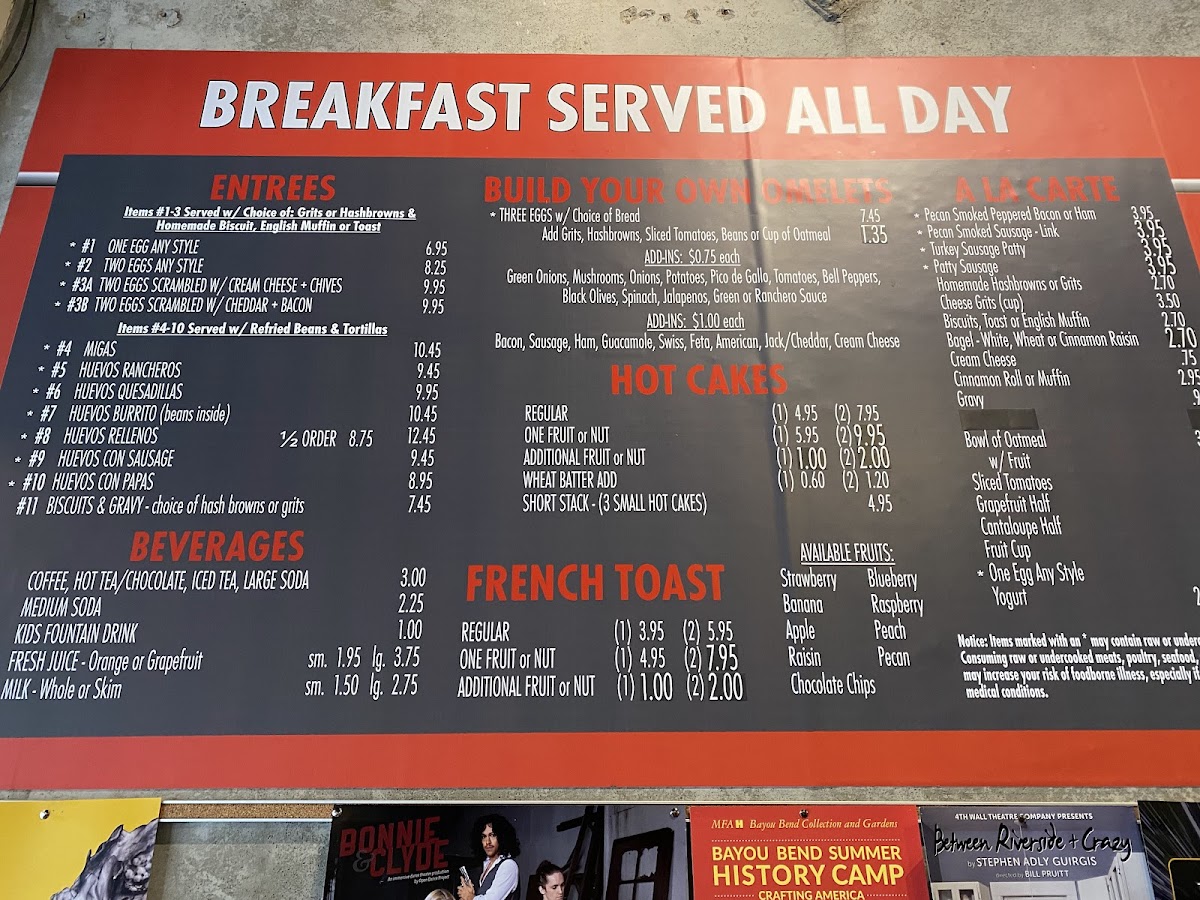 BREAKFAST SERVED ALL DAY
ENTREES
Items #1-3 Served w/ Choice of: Grits or Hashbrowns &
Homemade Biscuit, English Muffin or Toast
* #1 ONE EGG ANY STYLE 6.95
* #2 TWO EGGS ANY STYLE 8.25
* #3A TWO EGGS SCRAMBLED W/ CREAM CHEESE + CHIVES 9.95
* #3B TWO EGGS SCRAMBLED W/ CHEDDAR + BACON 9.95
Items #4-10 Served w/ Refried Beans & Tortillas
* #4 MIGAS 10.45
* #5 HUEVOS RANCHEROS 9.45
* #6 HUEVOS QUESADILLAS 9.95
* #7 HUEVOS BURRITO (beans inside) 10.45
* #8 HUEVOS RELLENOS ½ ORDER 8.75 12.45
* #9 HUEVOS CON SAUSAGE 9.45
* #10 HUEVOS CON PAPAS 8.95
#11 BISCUITS & GRAVY - choice of hash browns or grits 7.45
BEVERAGES
COFFEE, HOT TEA/CHOCOLATE, ICED TEA, LARGE SODA 3.00
MEDIUM SODA 2.25
KIDS FOUNTAIN DRINK 1.00
FRESH JUICE - Orange or Grapefruit sm. 1.95 lg. 3.75
MILK - Whole or Skim sm. 1.50 lg. 2.75
BUILD YOUR OWN OMELETS
* THREE EGGS w/ Choice of Bread 7.45
Add Grits, Hashbrowns, Sliced Tomatoes, Beans or Cup of Oatmeal 1.35
ADD-INS: $0.75 each
Green Onions, Mushrooms, Onions, Potatoes, Pico de Gallo, Tomatoes, Bell Peppers,
Black Olives, Spinach, Jalapenos, Green or Ranchero Sauce
ADD-INS: $1.00 each
Bacon, Sausage, Ham, Guacamole, Swiss, Feta, American, Jack/Cheddar, Cream Cheese
HOT CAKES
REGULAR (1) 4.95 (2) 7.95
ONE FRUIT or NUT (1) 5.95 (2) 9.95
ADDITIONAL FRUIT or NUT (1) 1.00 (2) 2.00
WHEAT BATTER ADD (1) 0.60 (2) 1.20
SHORT STACK - (3 SMALL HOT CAKES) 4.95
FRENCH TOAST
REGULAR (1) 3.95 (2) 5.95
ONE FRUIT or NUT (1) 4.95 (2) 7.95
ADDITIONAL FRUIT or NUT (1) 1.00 (2) 2.00
AVAILABLE FRUITS:
Strawberry Blueberry
Banana Raspberry
Apple Peach
Raisin Pecan
Chocolate Chips
A LA CARTE
* Pecan Smoked Peppered Bacon or Ham 3.95
* Pecan Smoked Sausage - Link 3.95
* Turkey Sausage Patty 3.95
* Patty Sausage 3.95
Homemade Hashbrowns or Grits 2.70
Cheese Grits (cup) 3.50
Biscuits, Toast or English Muffin 2.70
Bagel - White, Wheat or Cinnamon Raisin 2.70
Cream Cheese .75
Cinnamon Roll or Muffin 2.95
Gravy
Bowl of Oatmeal
w/ Fruit
Sliced Tomatoes
Grapefruit Half
Cantaloupe Half
Fruit Cup
* One Egg Any Style
Yogurt
Notice: Items marked with an * may contain raw or
Consuming raw or undercooked meats, poultry, seafood,
may increase your risk of foodborne illness, especially
medical conditions.
BONNIE
& CLYDE
MFAH Bayou Bend Collection and Gardens
BAYOU BEND SUMMER
HISTORY CAMP
CRAFTING AMERICA
4TH WALL THEATRE COMPANY PRESENTS
Between Riverside + Crazy
by STEPHEN ADLY GUIRGIS
directed by BILL PRUITT